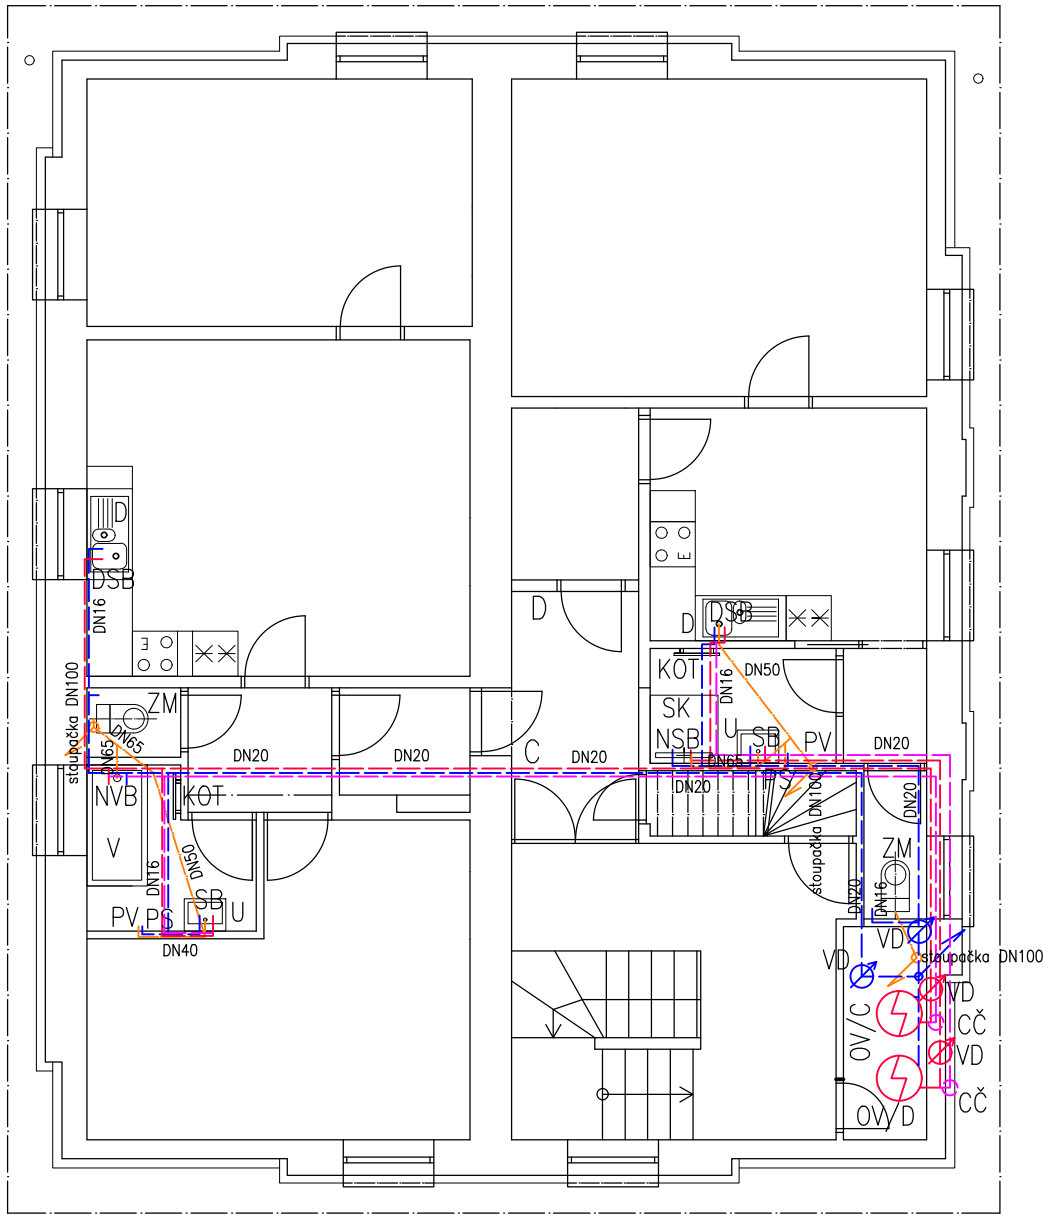 D
DSB
DN16
E
stoupačka DN100
ZM
DN65
DN65
NVB
KOT
V
DN16
DN50
SB
U
PV
PS
DN40
DN20
DN20
D
C
DN20
E
DSB
D
KOT
DN16
DN50
SK
U
SB
PV
NSB
DN65
PS
DN20
DN20
DN20
stoupačka DN100
ZM
DN20
DN16
VD
VD
stoupačka DN100
VD
OV/C
CČ
VD
CČ
OV/D